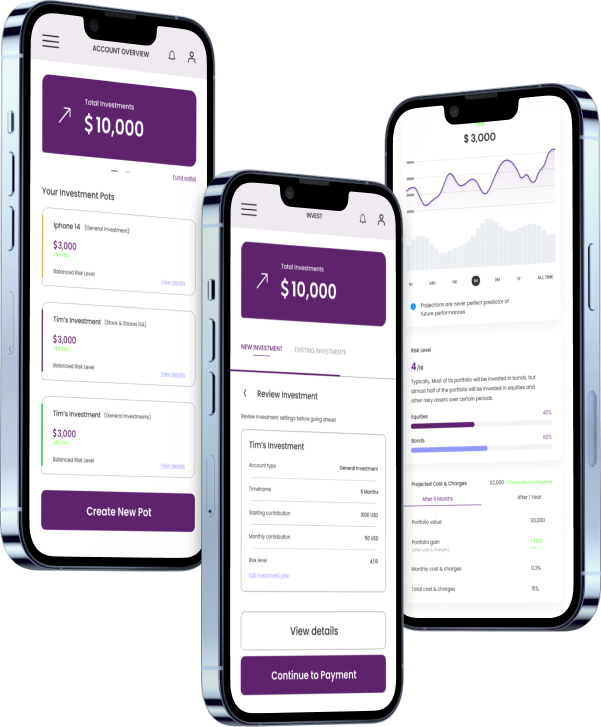 ACCOUNT OVERVIEW
Total Investments
$10,000
fund wallet
Your Investment Pots
Iphone 14 (General Investment)
$3,000
Balanced Risk Level
View details
Tim's Investment (Stock & Shares ISA)
$3,000
Balanced Risk Level
View details
Tim's Investment (General Investments)
$3,000
Balanced Risk Level
View details
Create New Pot
INVEST
Total Investments
$10,000
NEW INVESTMENT
EXISTING INVESTMENTS
Review Investment
Review investment settings before going ahead
Tim's Investment
Account type General Investment
Timeframe 6 Months
Starting contribution 1000 USD
Monthly contribution 50 USD
Risk level 4/10
Edit investment plan
View details
Continue to Payment
$ 3,000
24H 1W 3M ALL TIME
Projections are never perfect predictor of
future performances
Risk Level
4/10
Typically, Most of its portfolio will be invested in bonds, but
almost half of the portfolio will be invested in equities and
other risky assets over certain periods.
Equities 40%
Bonds 60%
Projected Cost & Charges $2,000
After 6 Months After 1 Year
Portfolio value $3,000
Portfolio gain
(after cost & charges)
Monthly cost & charges 0.3%
Total cost & charges 15%